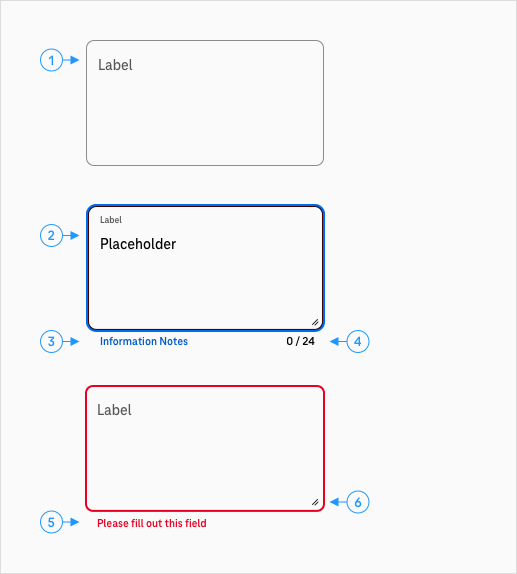 1
Label
2
Label
Placeholder
3 Information Notes 0 / 24 4
Label
6
5 Please fill out this field